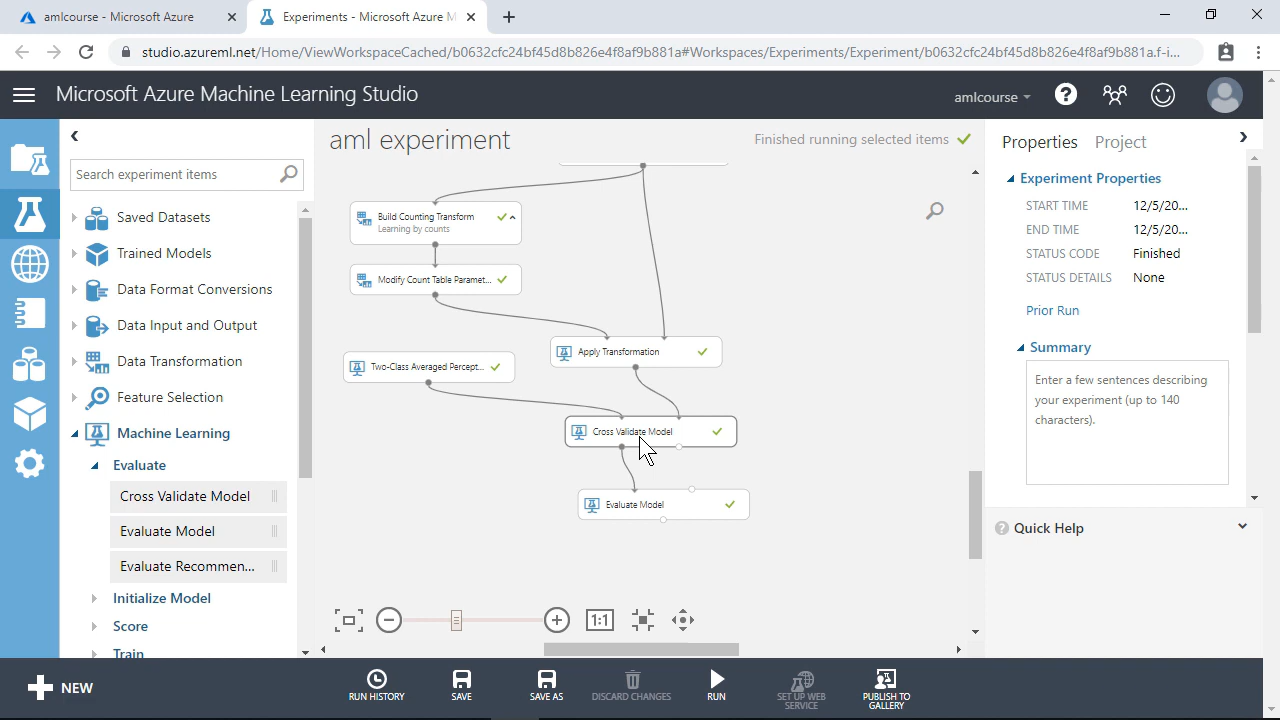 amlcourse - Microsoft Azure
Experiments - Microsoft Azure M
studio.azureml.net/Home/ViewWorkspaceCached/b0632cfc24bf45d8b826e4f8af9b881a#Workspaces/Experiments/Experiment/b0632cfc24bf45d8b826e4f8af9b881a.f-i...
Microsoft Azure Machine Learning Studio
amlcourse
Search experiment items
Saved Datasets
Trained Models
Data Format Conversions
Data Input and Output
Data Transformation
Feature Selection
Machine Learning
Evaluate
Cross Validate Model
Evaluate Model
Evaluate Recommen...
Initialize Model
Score
Train
aml experiment
Finished running selected items
Build Counting Transform
Learning by counts
Modify Count Table Paramet...
Apply Transformation
Two-Class Averaged Percept...
Cross Validate Model
Evaluate Model
1:1
Properties Project
Experiment Properties
START TIME 12/5/20...
END TIME 12/5/20...
STATUS CODE Finished
STATUS DETAILS None
Prior Run
Summary
Enter a few sentences describing
your experiment (up to 140
characters).
Quick Help
NEW
RUN HISTORY
SAVE
SAVE AS
DISCARD CHANGES
RUN
SET UP WEB
SERVICE
PUBLISH TO
GALLERY